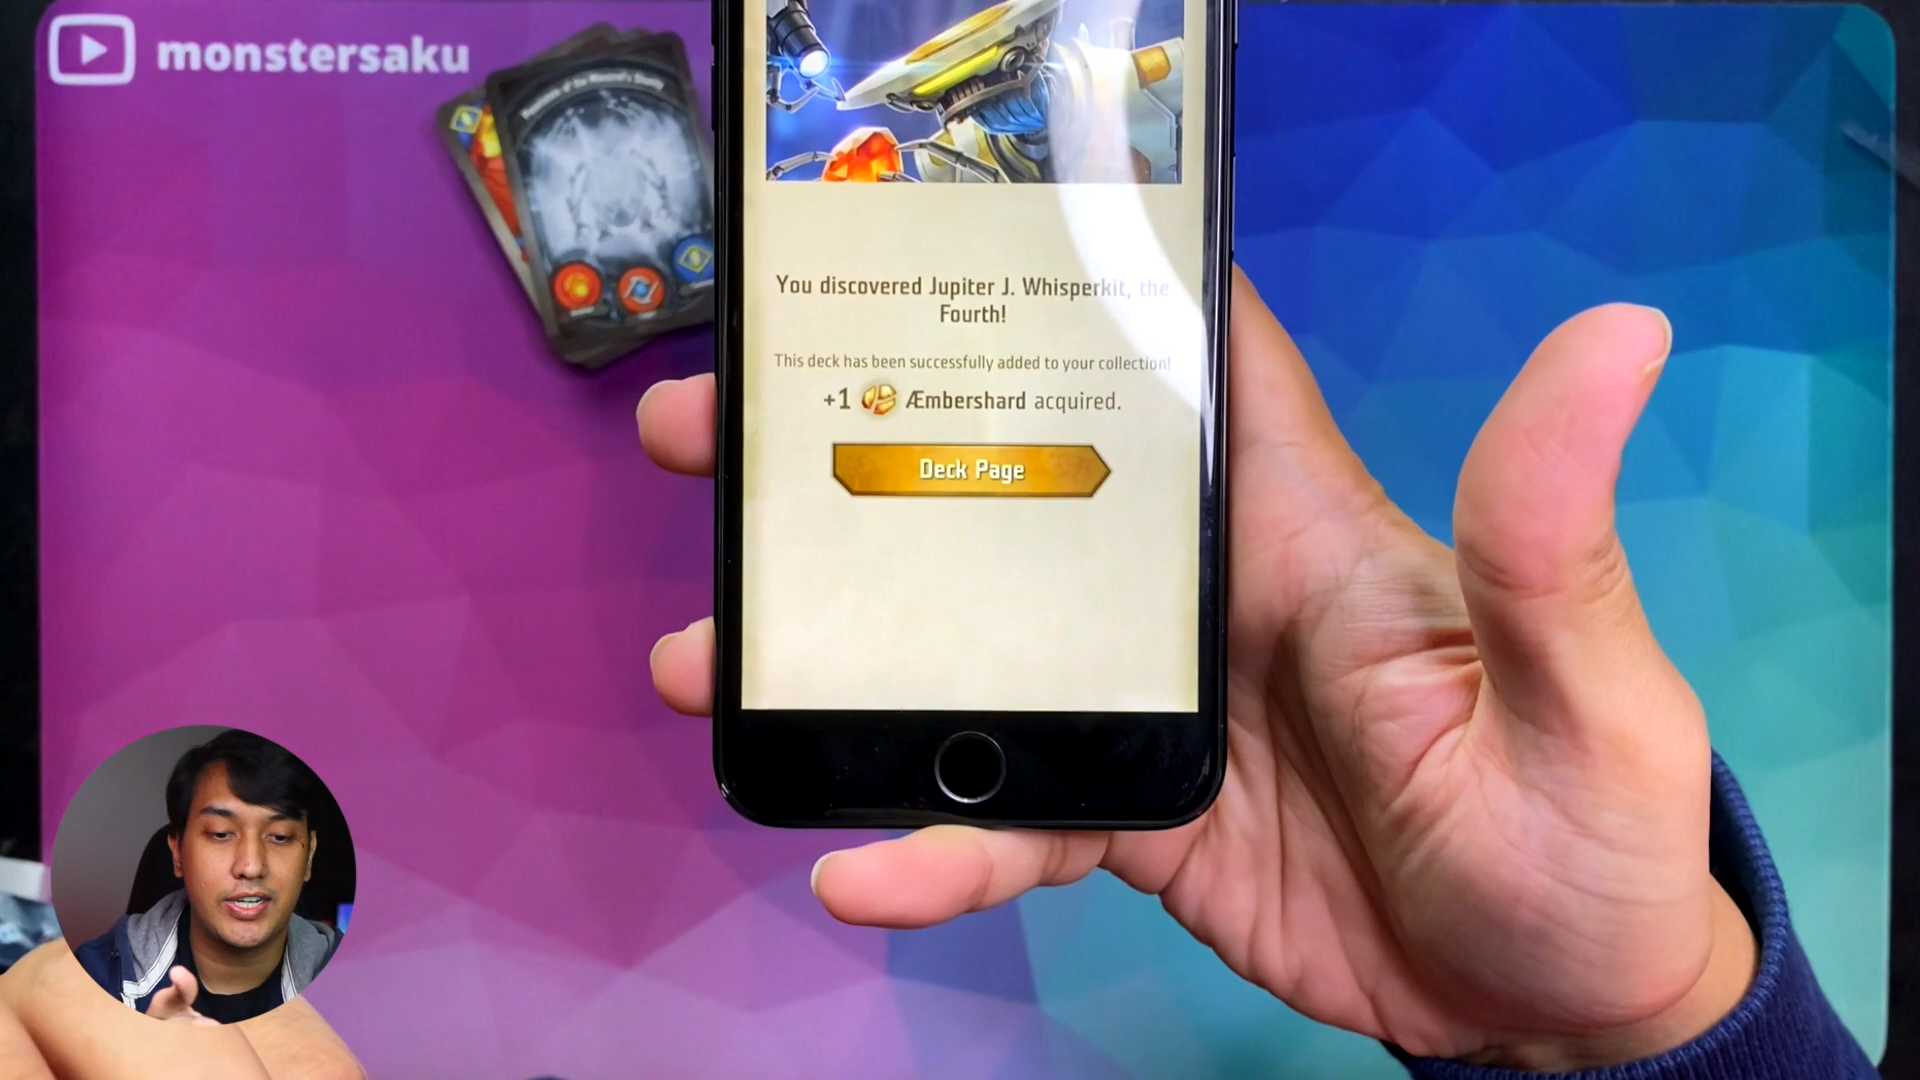 monstersaku
You discovered Jupiter J. Whisperkit, the
Fourth!
This deck has been successfully added to your collection!
+1 Æmbershard acquired.
Deck Page